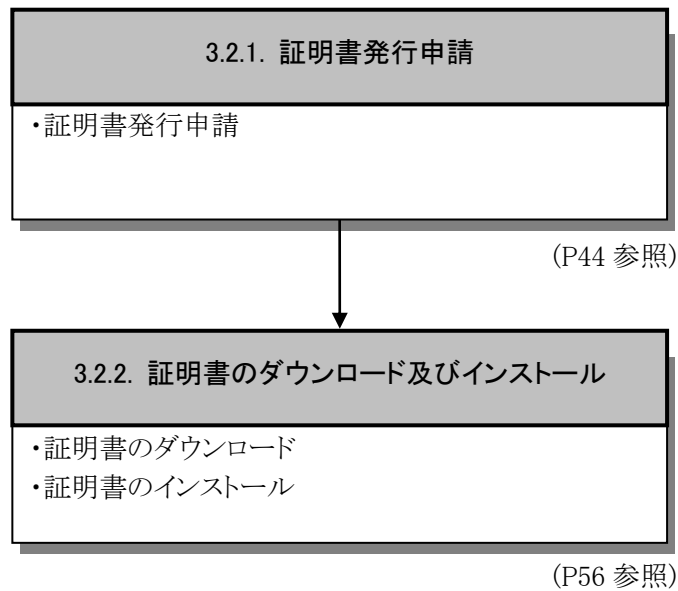 3.2.1. 証明書発行申請
・証明書発行申請
(P44 参照)
3.2.2. 証明書のダウンロード及びインストール
・証明書のダウンロード
・証明書のインストール
(P56 参照)